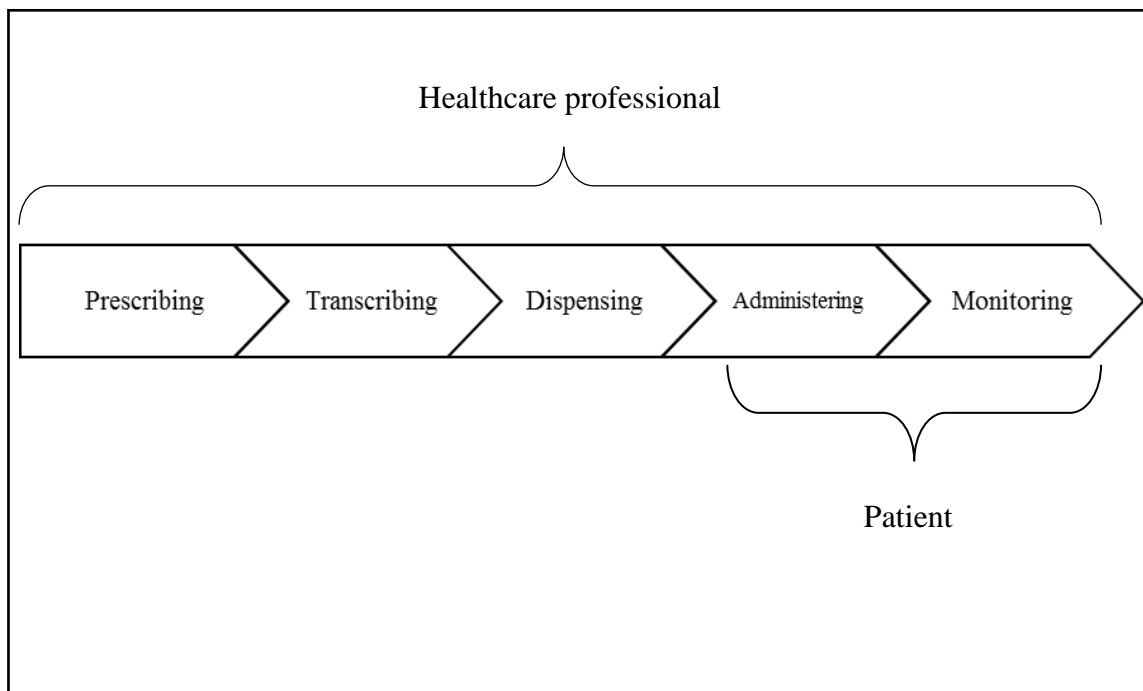 Healthcare professional
Prescribing Transcribing Dispensing Administering Monitoring
Patient